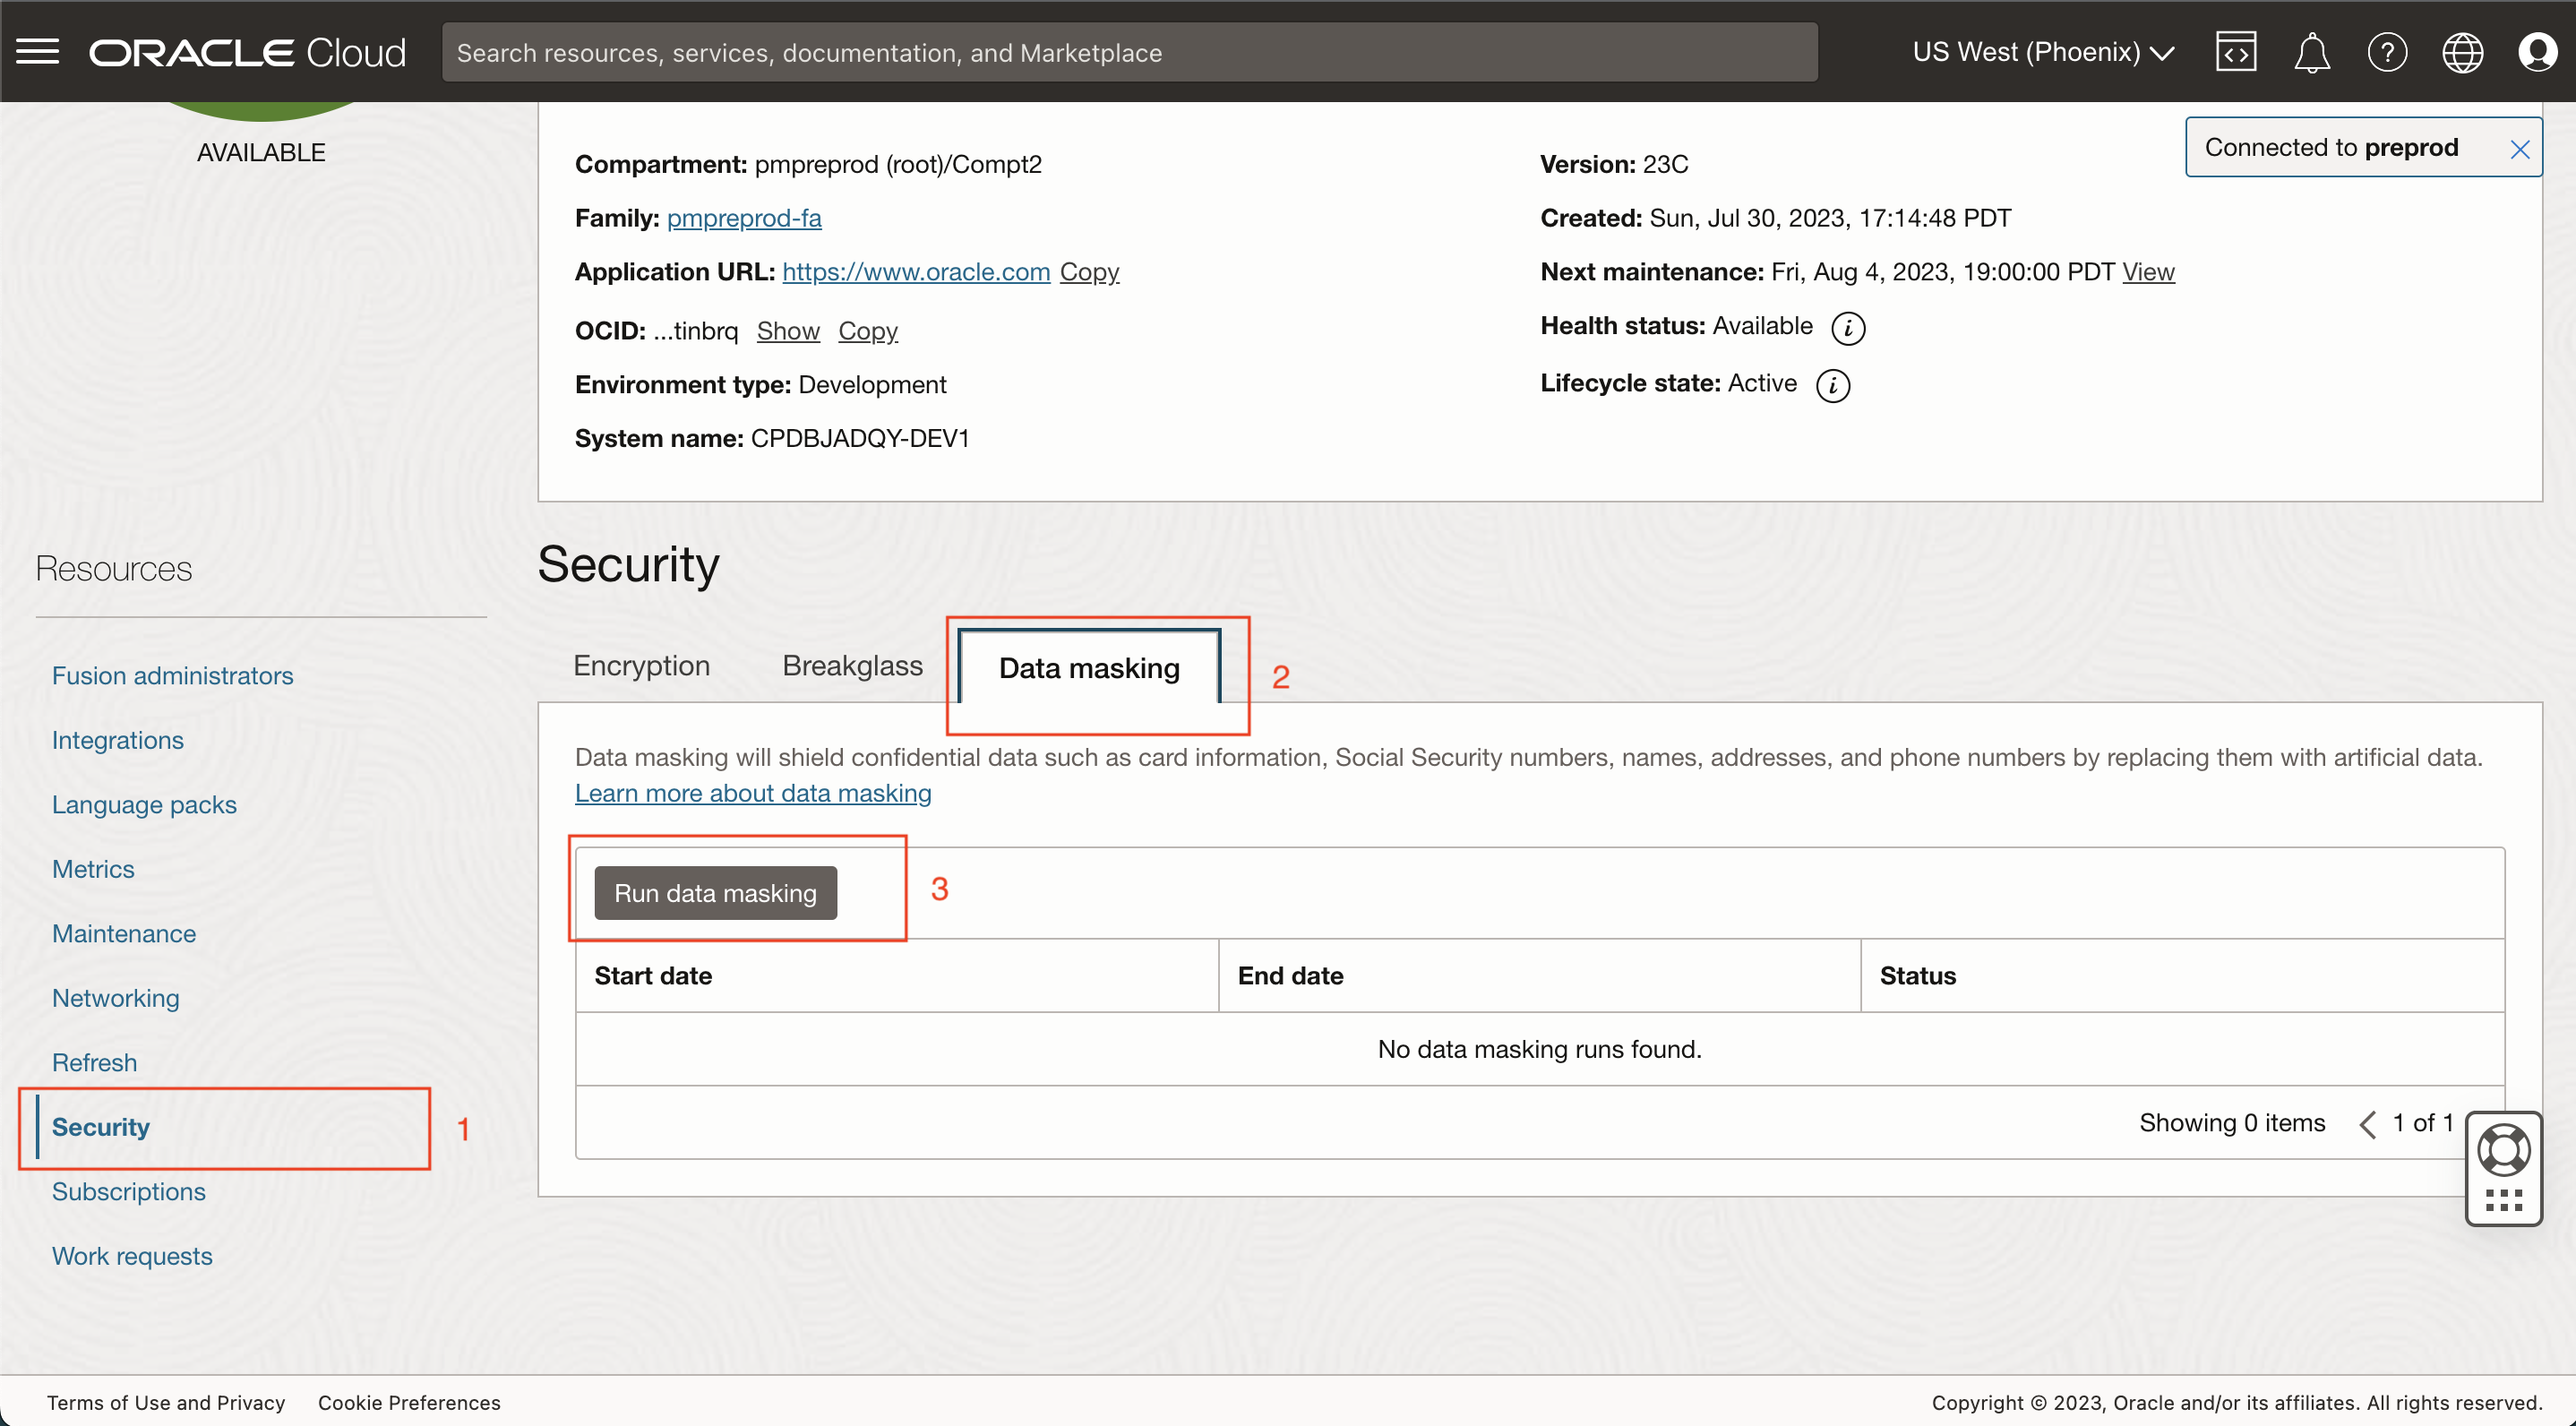 ORACLE Cloud
Search resources, services, documentation, and Marketplace
US West (Phoenix)
AVAILABLE
Connected to preprod
Compartment: pmpreprod (root)/Compt2
Family: pmpreprod-fa
Application URL: https://www.oracle.com Copy
OCID: ...tinbrq Show Copy
Environment type: Development
System name: CPDBJADQY-DEV1
Version: 23C
Created: Sun, Jul 30, 2023, 17:14:48 PDT
Next maintenance: Fri, Aug 4, 2023, 19:00:00 PDT View
Health status: Available
Lifecycle state: Active
Resources
Fusion administrators
Integrations
Language packs
Metrics
Maintenance
Networking
Refresh
Security
1
Subscriptions
Work requests
Security
Encryption
Breakglass
Data masking
2
Data masking will shield confidential data such as card information, Social Security numbers, names, addresses, and phone numbers by replacing them with artificial data.
Learn more about data masking
Run data masking
3
Start date
End date
Status
No data masking runs found.
Showing 0 items
1 of 1
Terms of Use and Privacy
Cookie Preferences
Copyright © 2023, Oracle and/or its affiliates. All rights reserved.